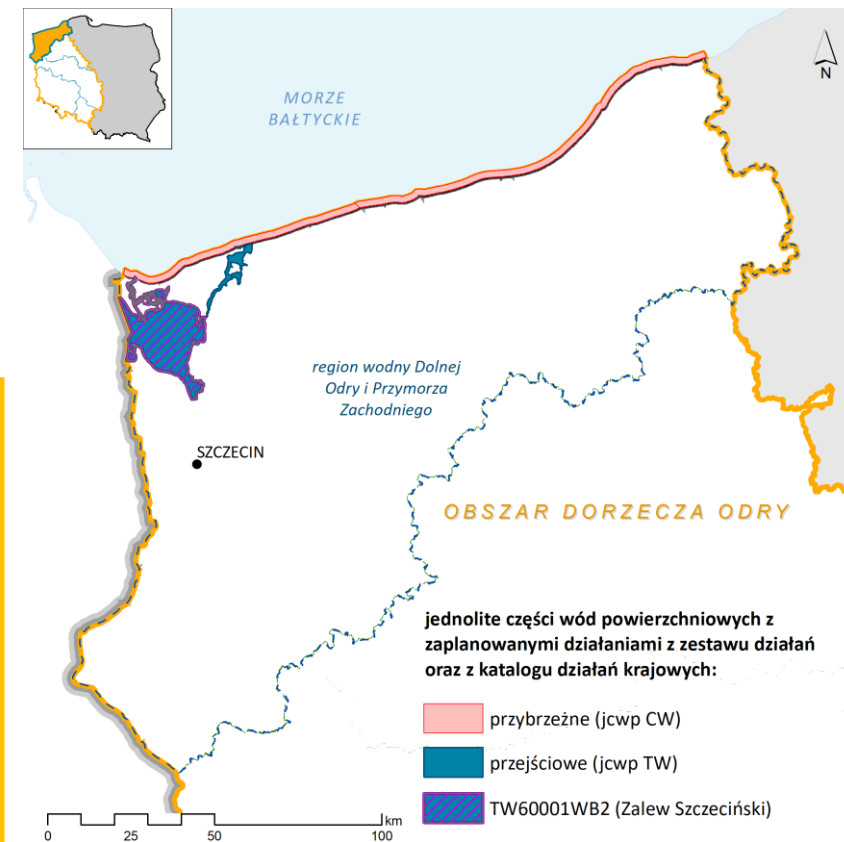 MORZE
BAŁTYCKIE
N
region wodny Dolnej
Odry i Przymorza
Zachodniego
SZCZECIN
OBSZAR DORZECZA ODRY
jednolite części wód powierzchniowych z
zaplanowanymi działaniami z zestawu działań
oraz z katalogu działań krajowych:
przybrzeżne (jcwp CW)
przejściowe (jcwp TW)
TW60001WB2 (Zalew Szczeciński)
km
0 25 50 100